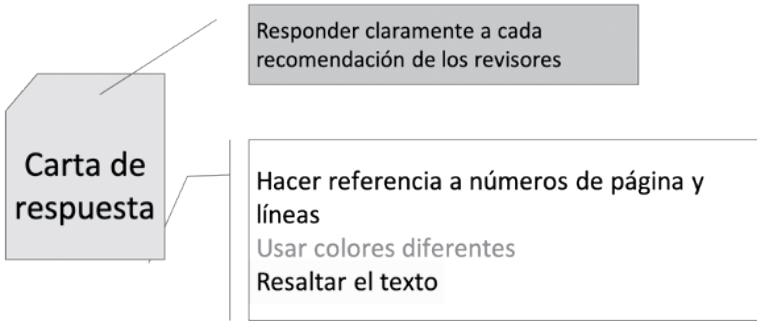 Responder claramente a cada
recomendación de los revisores
Carta de
respuesta
Hacer referencia a números de página y
líneas
Usar colores diferentes
Resaltar el texto